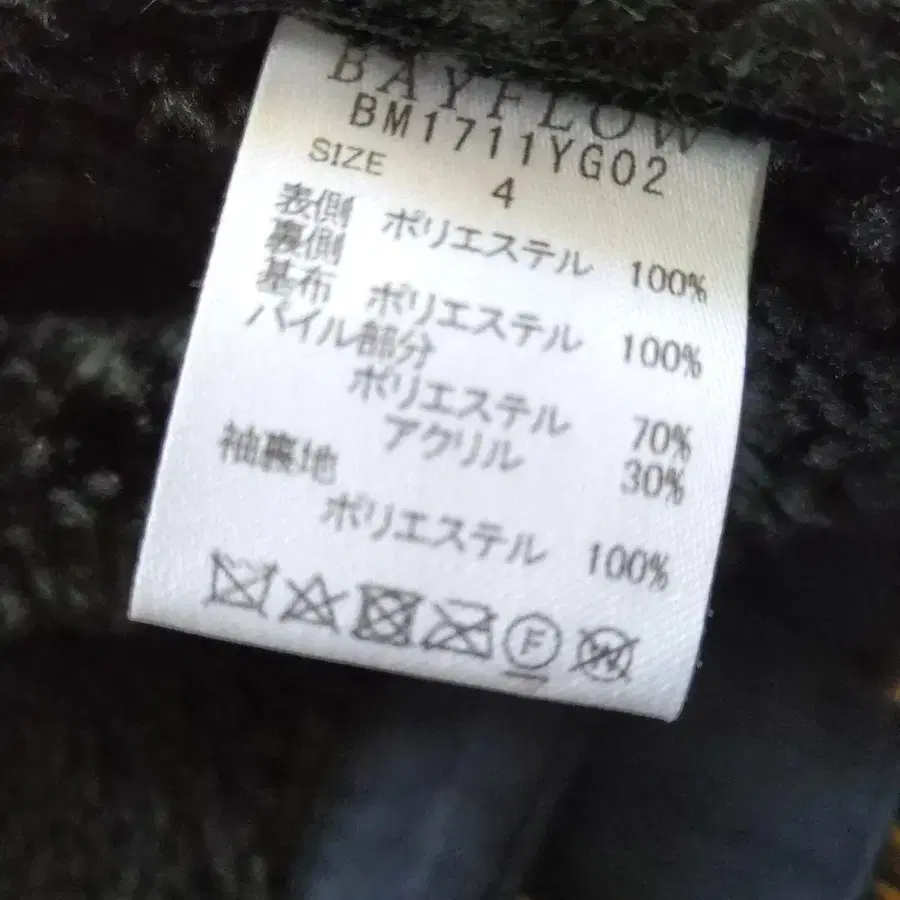 BAYFLOW
BM1711YG02
SIZE 4
表側 ポリエステル 100%
裏側
基布 ポリエステル 100%
パイル部分
ポリエステル 70%
アクリル 30%
袖裏地
ポリエステル 100%
F W